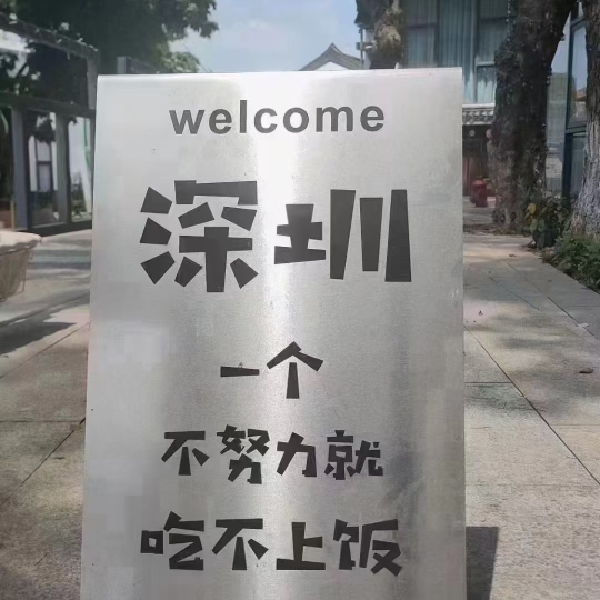 welcome
深圳
一个
不努力就
吃不上饭